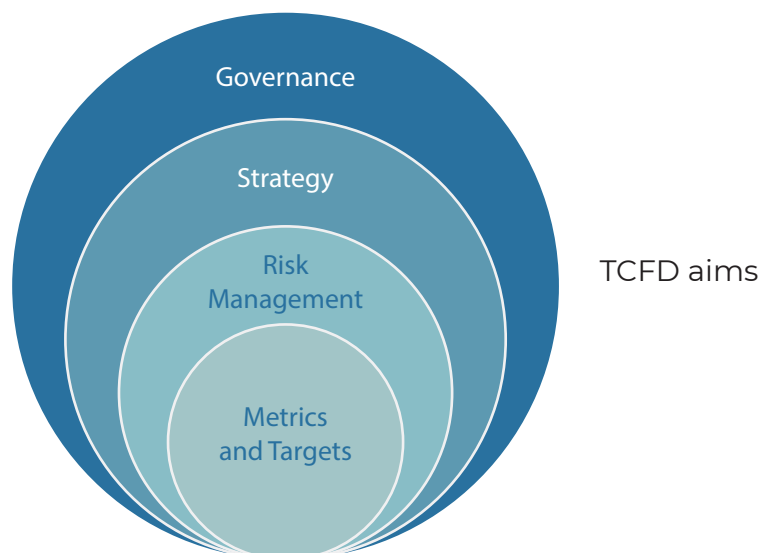 Governance
Strategy
Risk
Management
TCFD aims
Metrics
and Targets